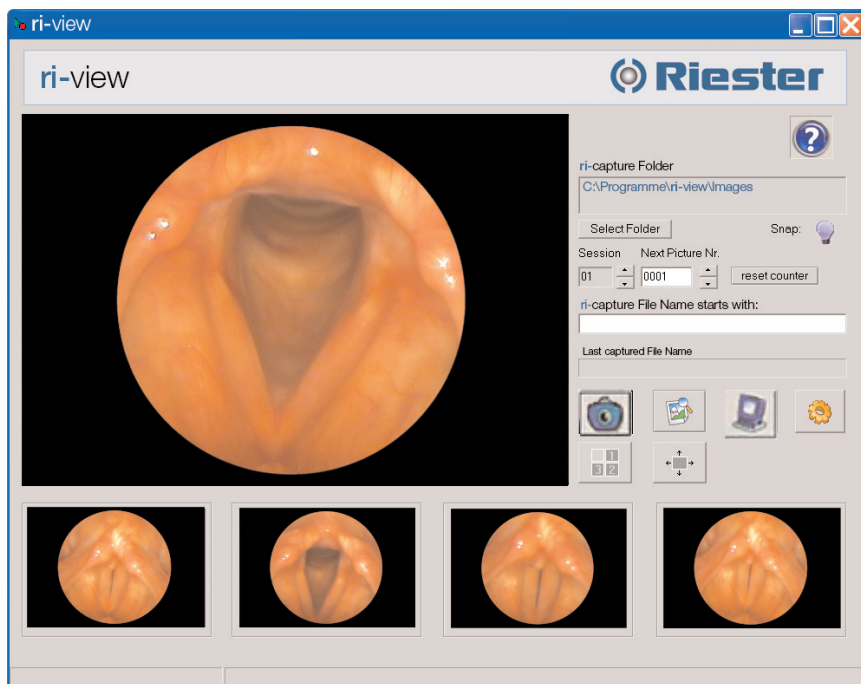 ri-view
ri-view
Riester
ri-capture Folder
C:\Programme\ri-view\Images
Select Folder
Snap:
Session
Next Picture Nr.
01
0001
reset counter
ri-capture File Name starts with:
Last captured File Name
1
3 2